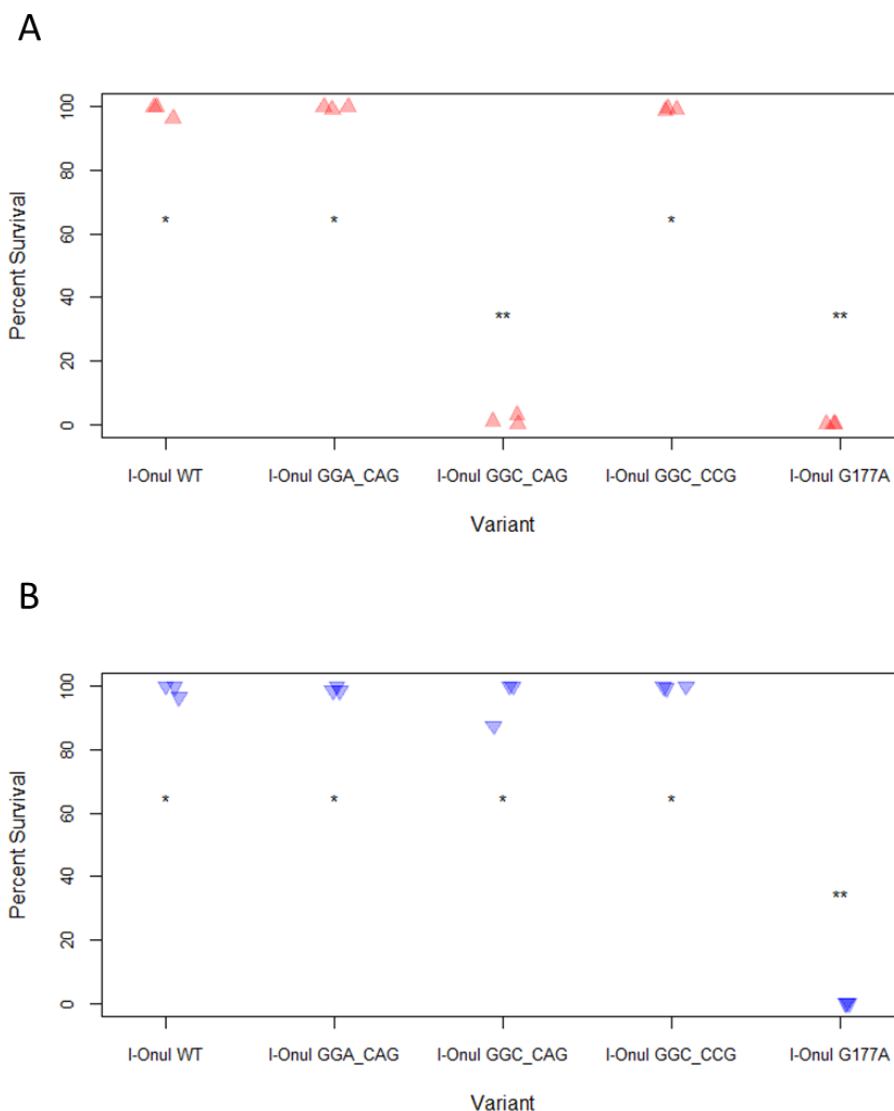 A
100
80
60
40
20
0
Percent Survival
* * ** * **
I-OnuI WT I-OnuI GGA_CAG I-OnuI GGC_CAG I-OnuI GGC_CCG I-OnuI G177A
Variant
B
100
80
60
40
20
0
Percent Survival
* * * * **
I-OnuI WT I-OnuI GGA_CAG I-OnuI GGC_CAG I-OnuI GGC_CCG I-OnuI G177A
Variant